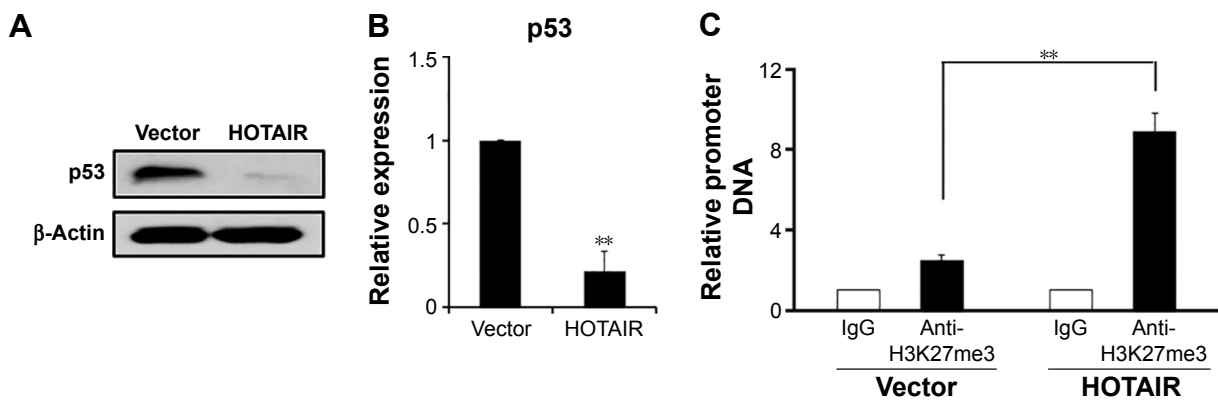 A
Vector HOTAIR
p53
β-Actin
B
p53
Relative expression
1.5
1
0.5
0
**
Vector HOTAIR
C
Relative promoter
DNA
12
8
4
0
**
IgG Anti-H3K27me3 IgG Anti-H3K27me3
Vector HOTAIR